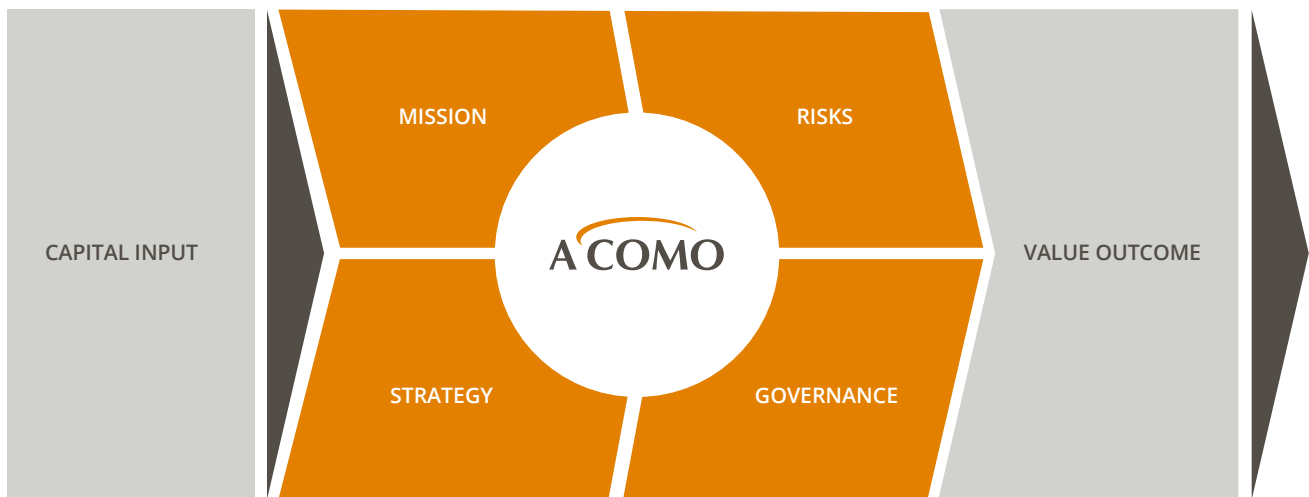 CAPITAL INPUT
MISSION
RISKS
ACOMO
STRATEGY
GOVERNANCE
VALUE OUTCOME